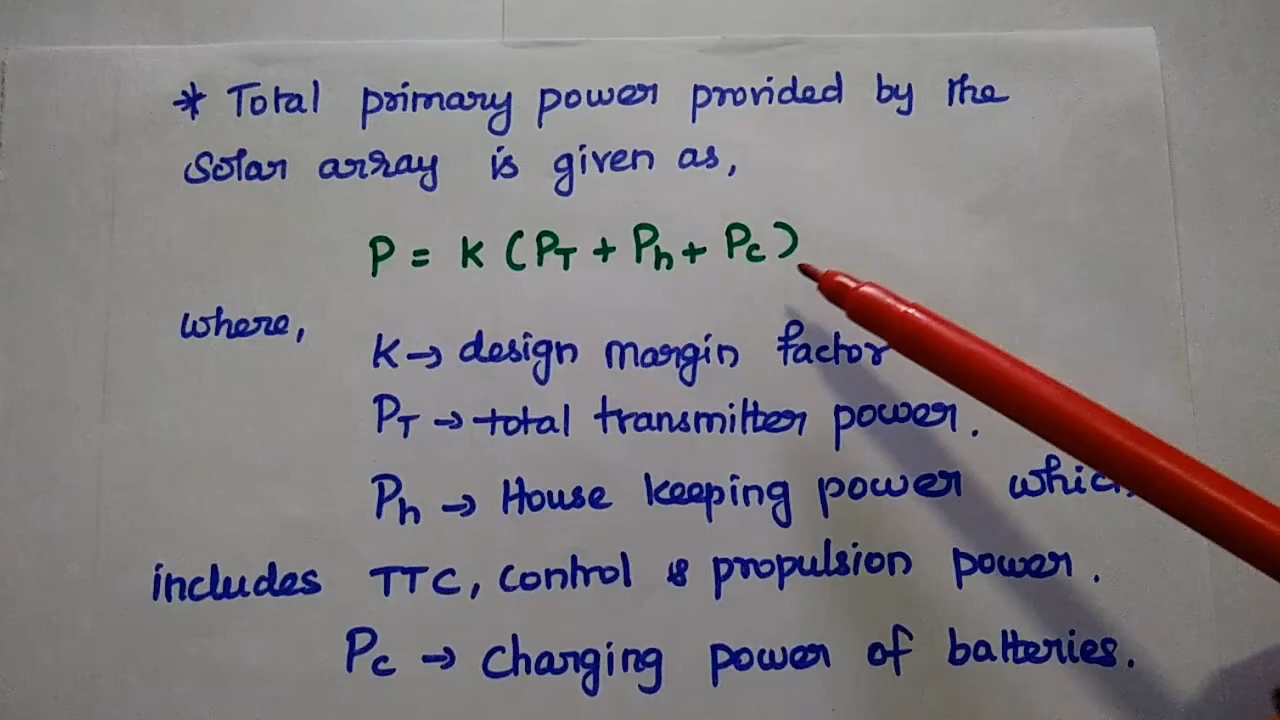 * Total primary power provided by the
Solar array is given as,
P = K (PT + Ph + Pc)
where,
K → design margin factor
PT → total transmitter power.
Ph → House keeping power which
includes TTC, control & propulsion power.
Pc → charging power of batteries.